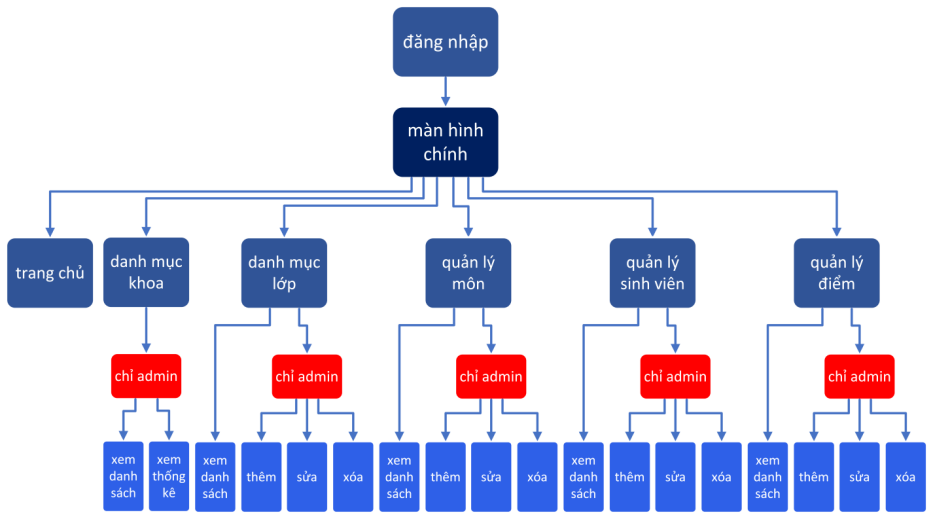 đăng nhập
màn hình
chính
trang chủ
danh mục
khoa
danh mục
lớp
quản lý
môn
quản lý
sinh viên
quản lý
điểm
chỉ admin
chỉ admin
chỉ admin
chỉ admin
chỉ admin
xem
danh
sách
xem
thống
kê
xem
danh
sách
thêm
sửa
xóa
xem
danh
sách
thêm
sửa
xóa
xem
danh
sách
thêm
sửa
xóa
xem
danh
sách
thêm
sửa
xóa